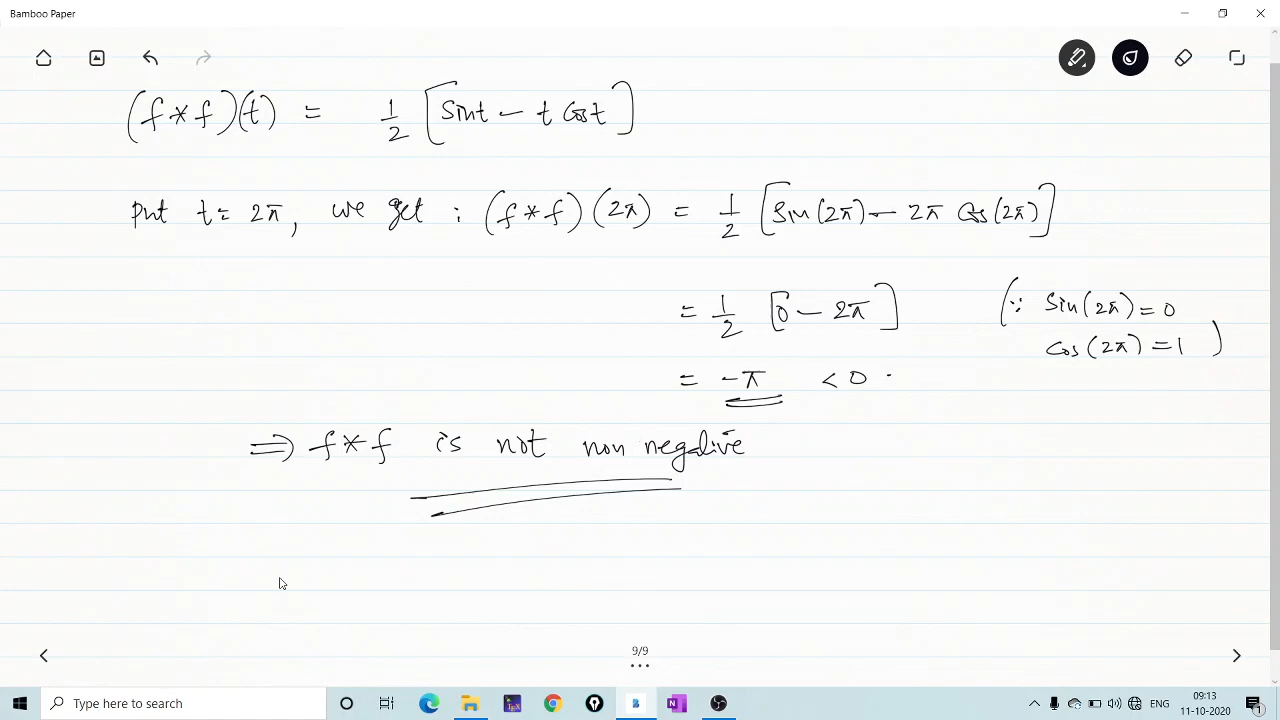 Bamboo Paper
(f*f)(t) = 1/2 [Sint - t Cost]
put t = 2π, we get : (f*f)(2π) = 1/2 [Sin(2π) - 2π Cos(2π)]
= 1/2 [0 - 2π] (∵ Sin(2π) = 0
Cos(2π) = 1 )
= -π < 0 .
⇒ f*f is not non negative
9/9
Type here to search
09:13
11-10-2020